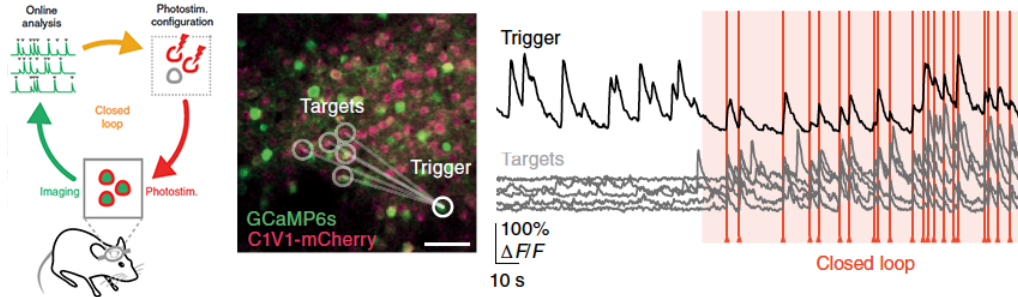 Online
analysis
Photostim.
configuration
Closed
loop
Imaging
Photostim.
Targets
Trigger
GCaMP6s
C1V1-mCherry
Trigger
Targets
100%
ΔF/F
10 s
Closed loop